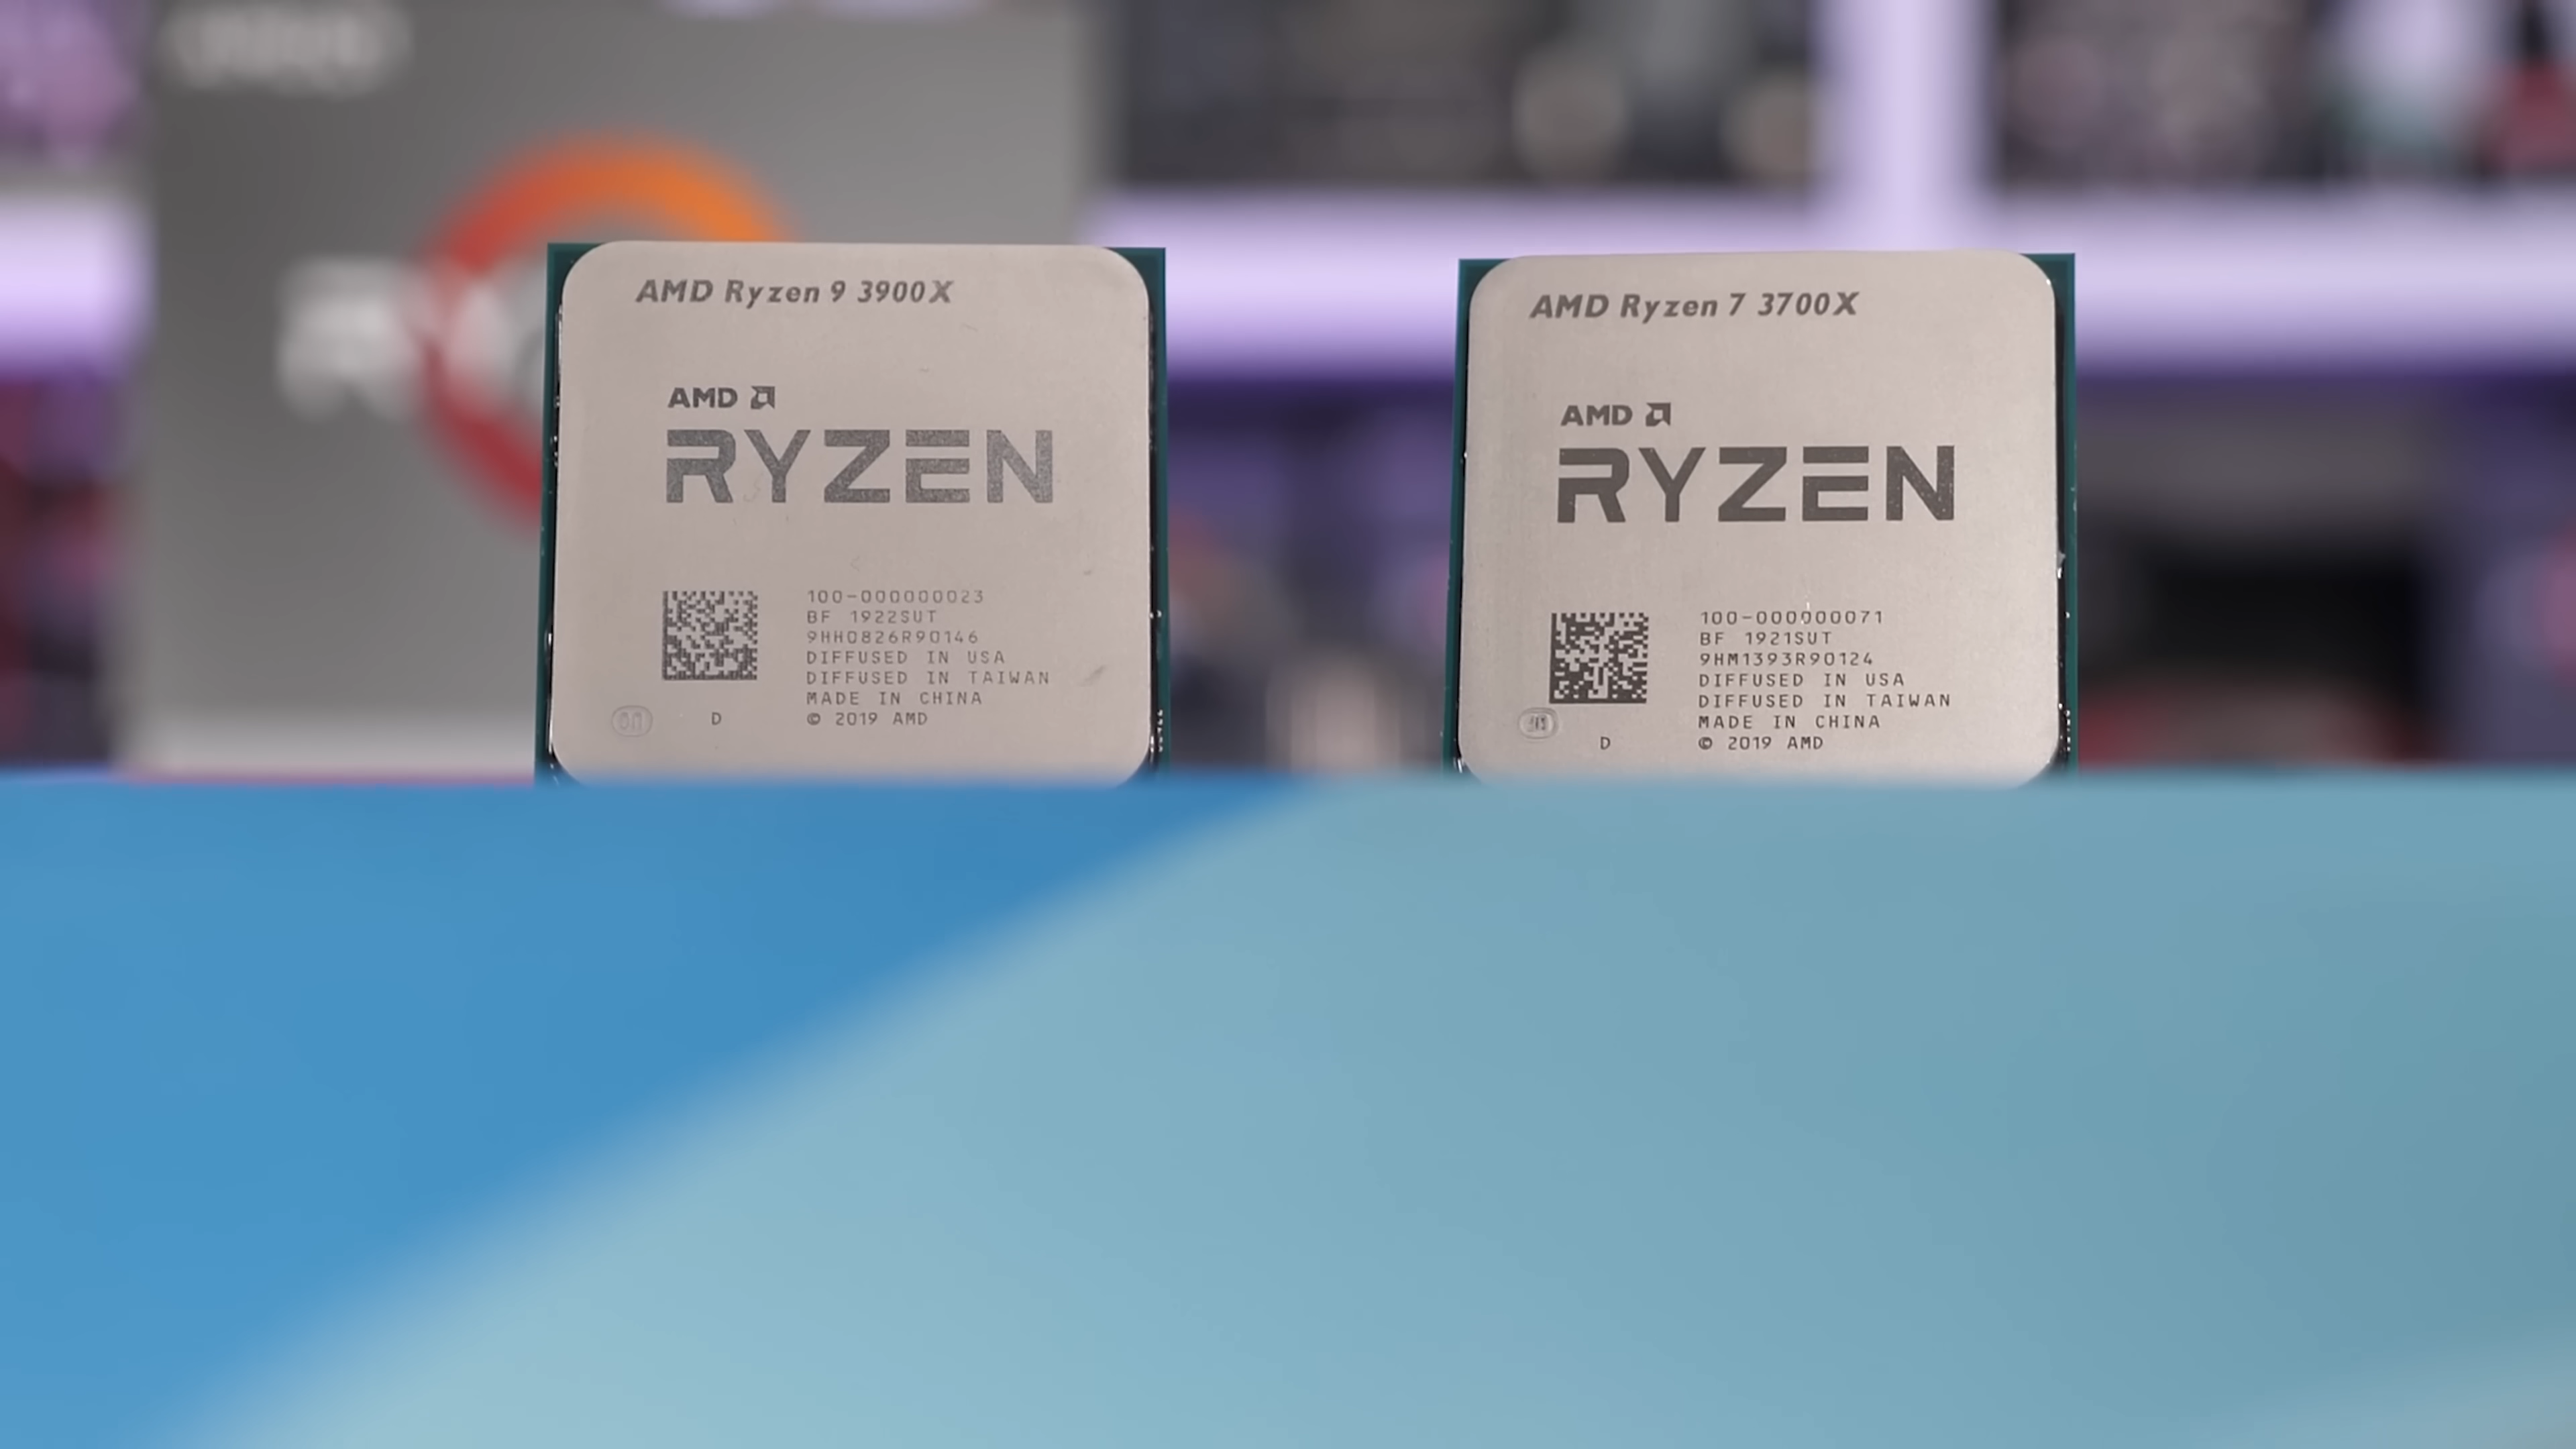 AMD Ryzen 9 3900X
AMD
RYZEN
100-000000023
BF 1922SUT
9HH0826R90146
DIFFUSED IN USA
DIFFUSED IN TAIWAN
MADE IN CHINA
© 2019 AMD
D
AMD Ryzen 7 3700X
AMD
RYZEN
100-000000071
BF 1921SUT
9HM1393R90124
DIFFUSED IN USA
DIFFUSED IN TAIWAN
MADE IN CHINA
© 2019 AMD
D